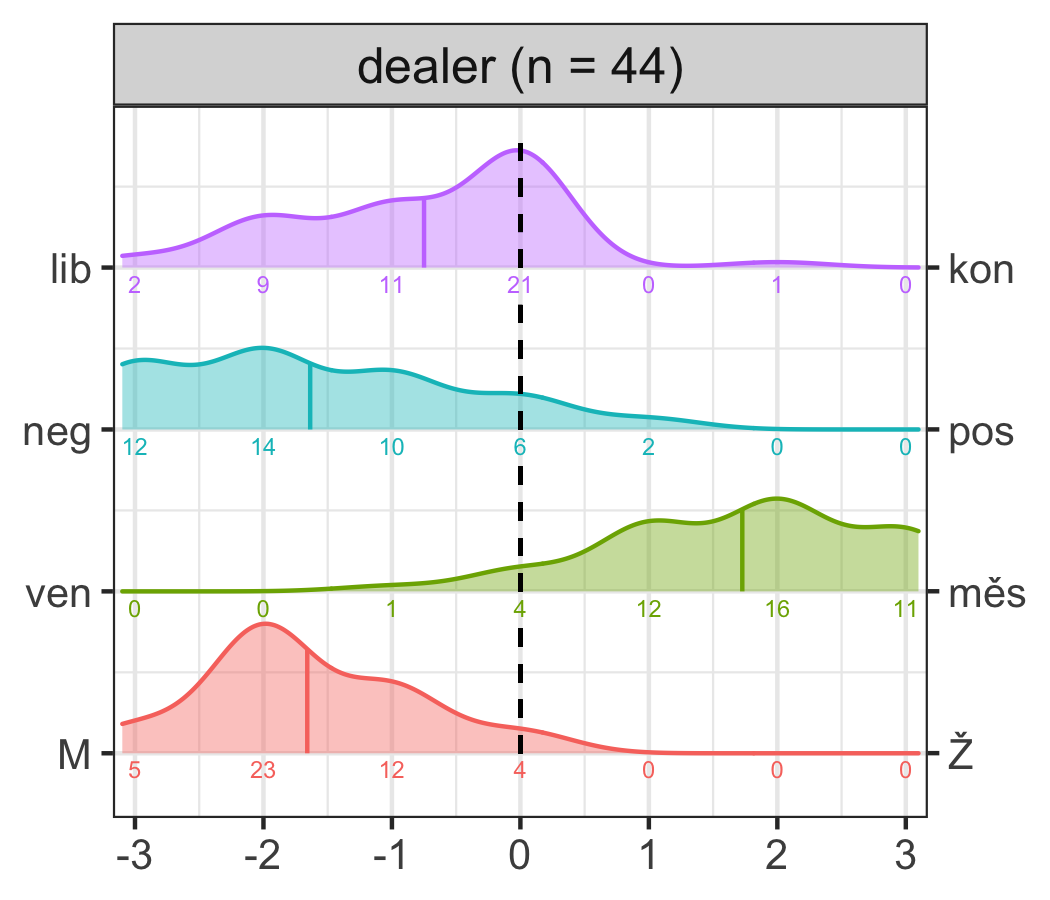 dealer (n = 44)
lib kon
2 9 11 21 0 1 0
neg pos
12 14 10 6 2 0 0
ven měs
0 0 1 4 12 16 11
M Ž
5 23 12 4 0 0 0
-3 -2 -1 0 1 2 3